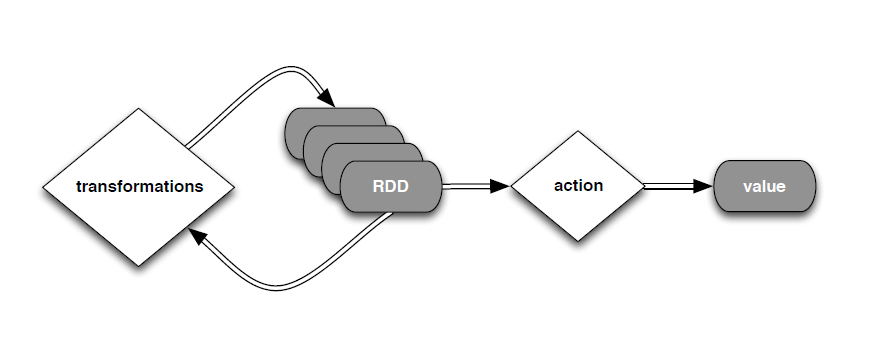 transformations
RDD
action
value